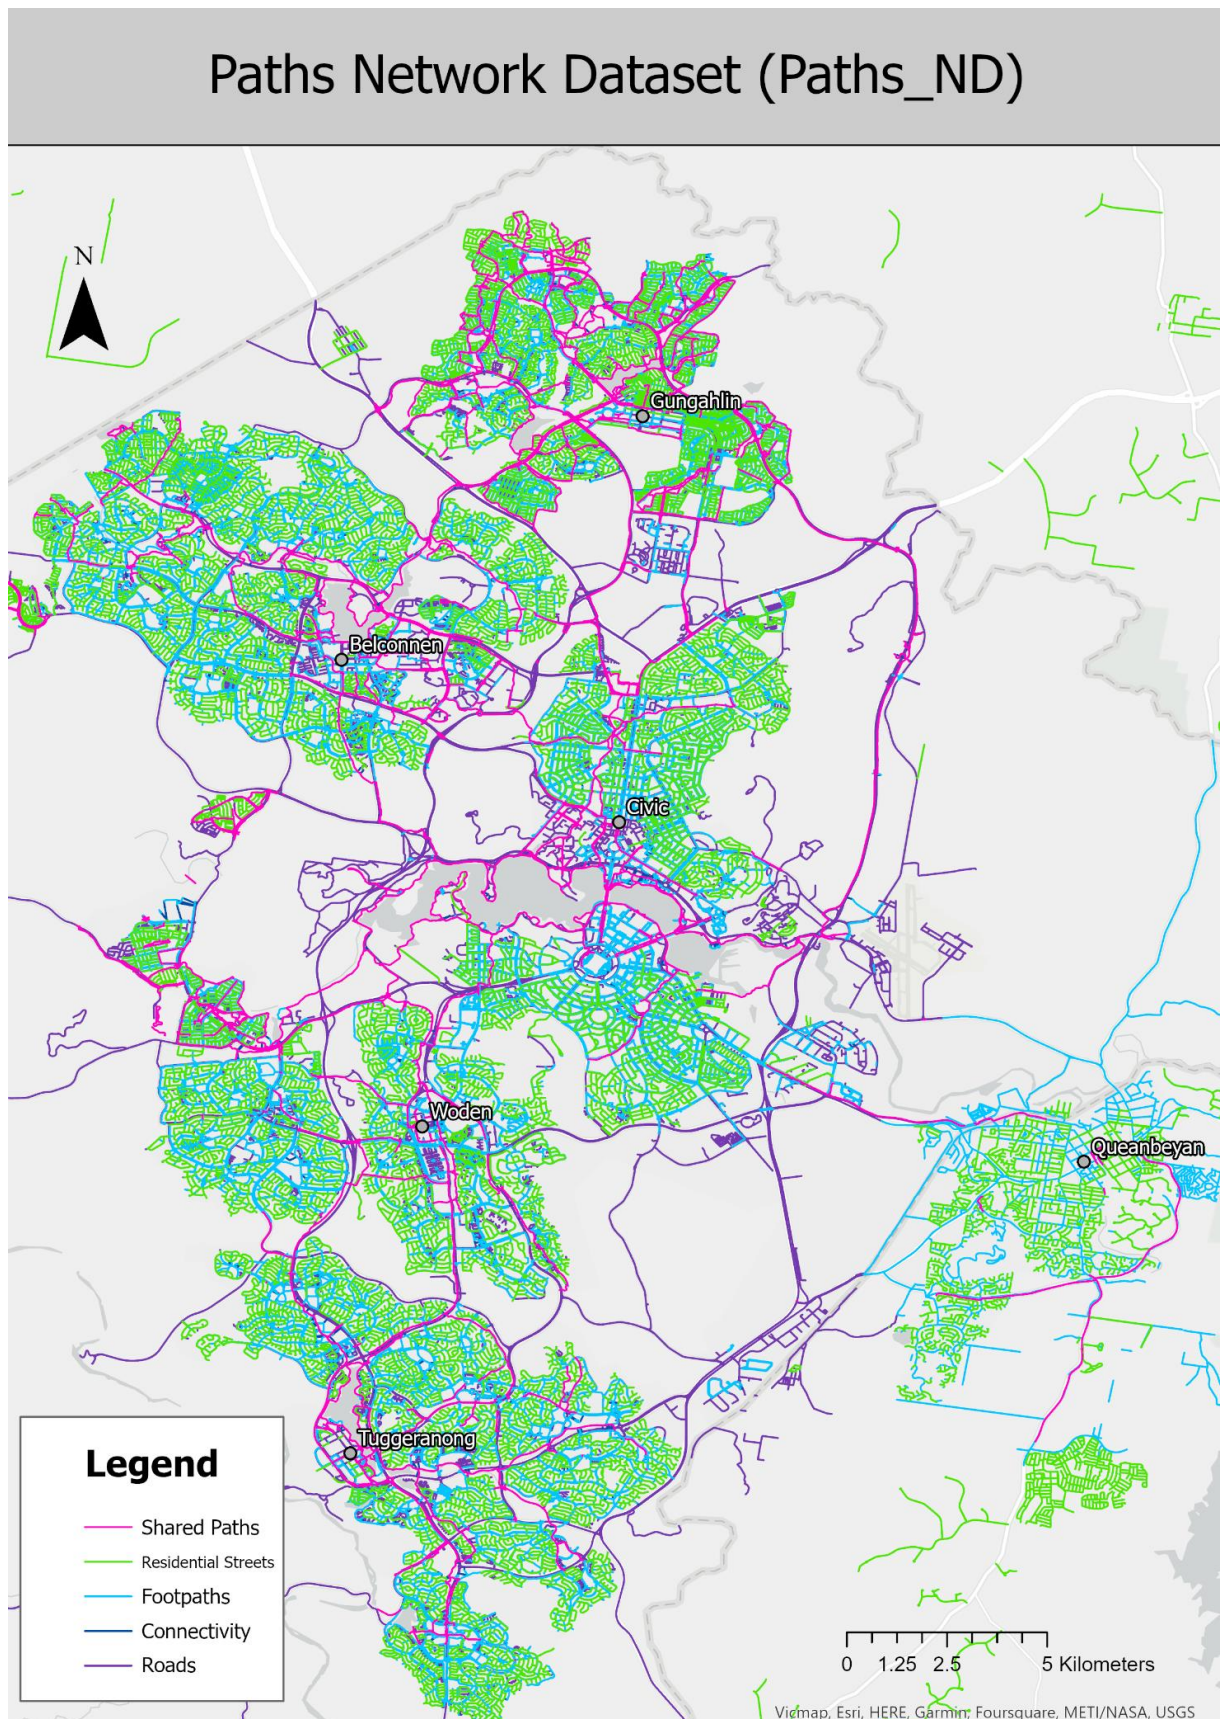 Paths Network Dataset (Paths_ND)
N
Gungahlin
Belconnen
Civic
Woden
Queanbeyan
Tuggeranong
Legend
Shared Paths
Residential Streets
Footpaths
Connectivity
Roads
0 1.25 2.5 5 Kilometers
Vicmap, Esri, HERE, Garmin, Foursquare, METI/NASA, USGS